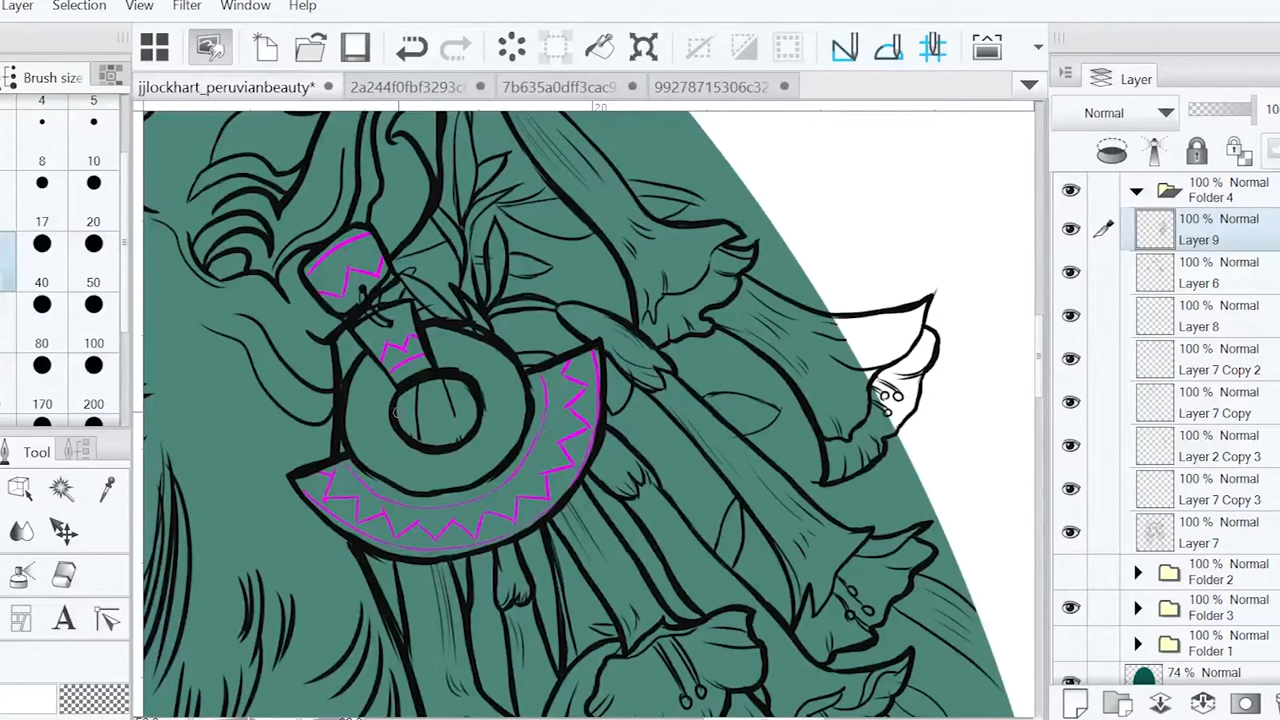 Layer Selection View Filter Window Help
Brush size
jjlockhart_peruvianbeauty*
2a244f0fbf3293c
7b635a0dff3cac9
99278715306c32
Layer
Normal
10
20
4 5
8 10
17 20
40 50
80 100
170 200
Tool
100 % Normal
Folder 4
100 % Normal
Layer 9
100 % Normal
Layer 6
100 % Normal
Layer 8
100 % Normal
Layer 7 Copy 2
100 % Normal
Layer 7 Copy
100 % Normal
Layer 2 Copy 3
100 % Normal
Layer 7 Copy 3
100 % Normal
Layer 7
100 % Normal
Folder 2
100 % Normal
Folder 3
100 % Normal
Folder 1
74 % Normal